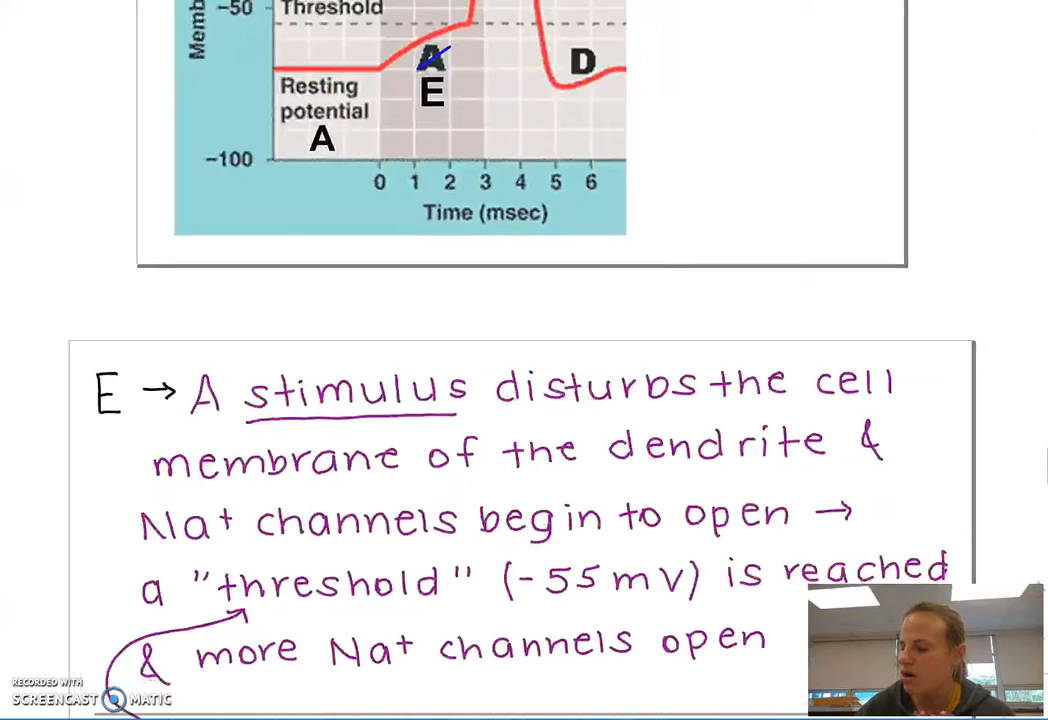 Memb
-50
Threshold
A
E
D
Resting
potential
A
-100
0 1 2 3 4 5 6
Time (msec)
E → A stimulus disturbs the cell
membrane of the dendrite &
Na+ channels begin to open →
a "threshold" (-55 mV) is reached
& more Na+ channels open
RECORDED WITH
SCREENCAST MATIC